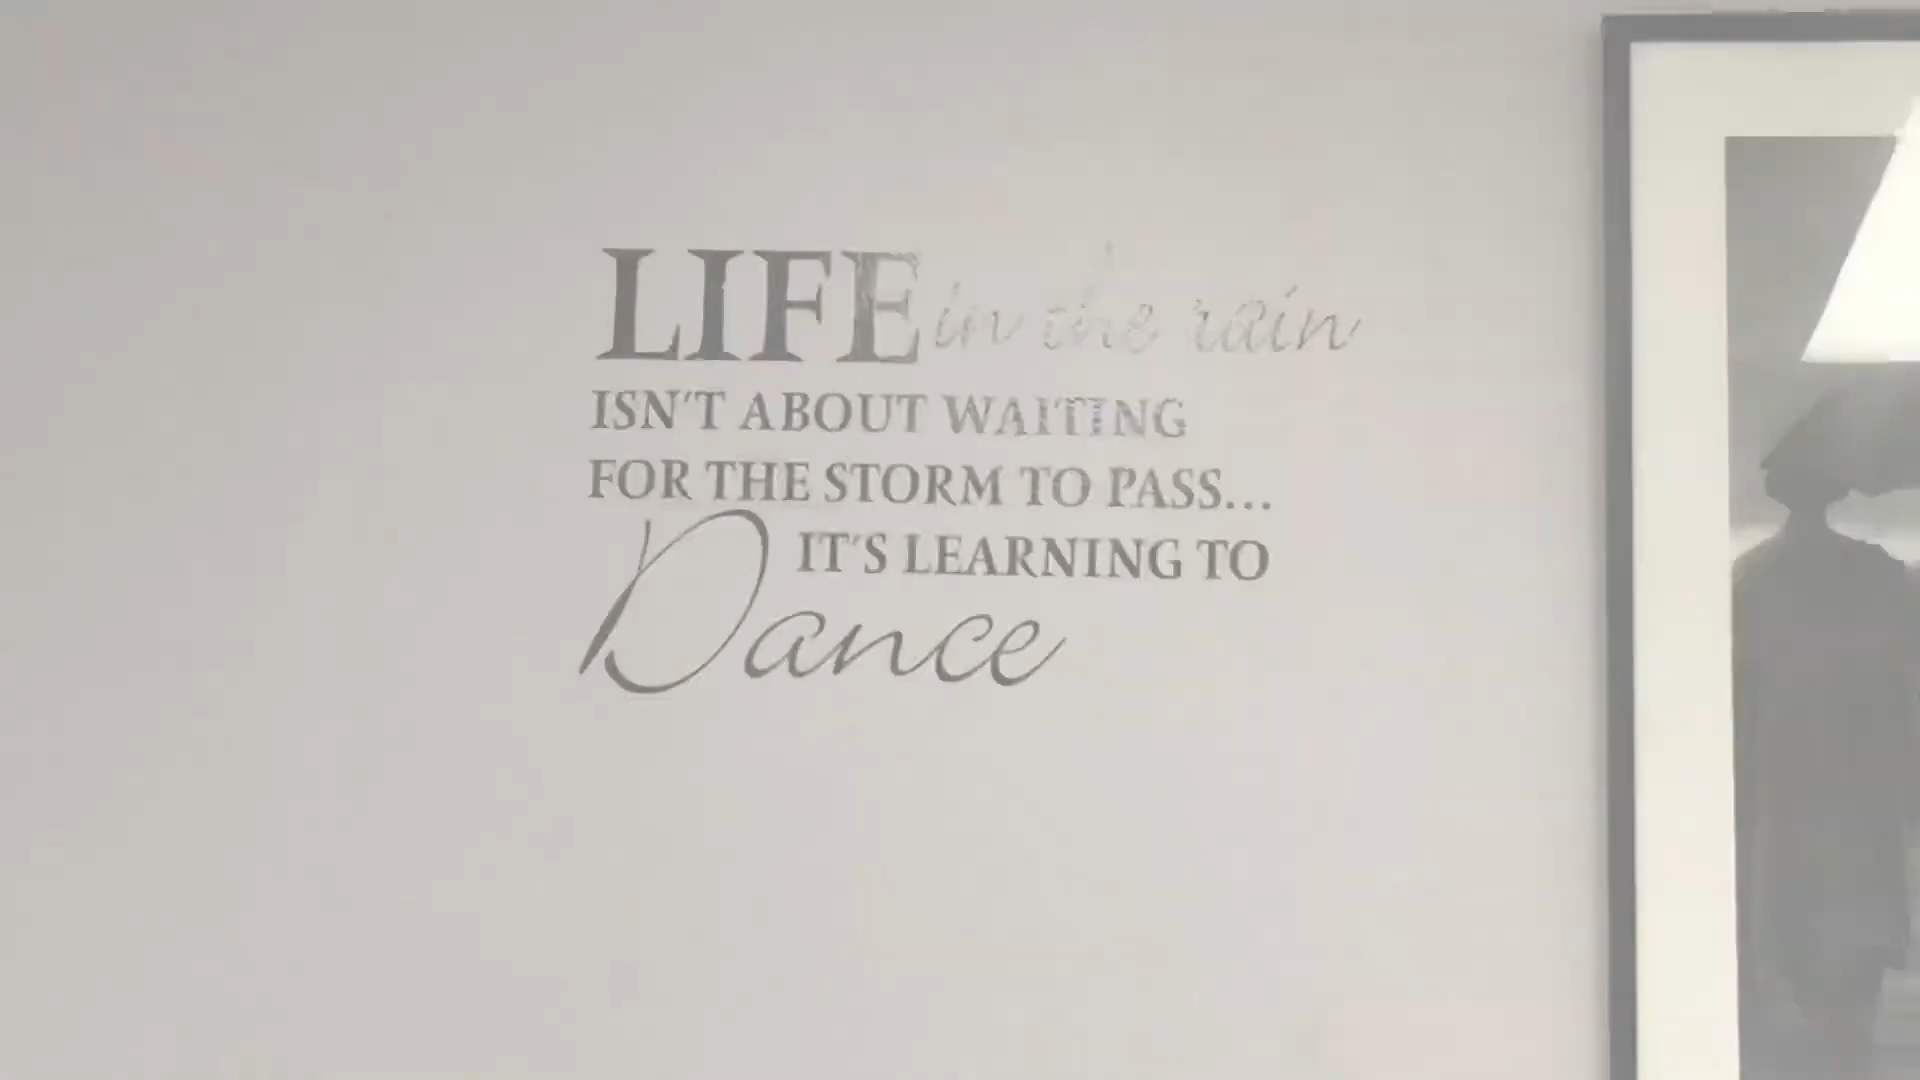 LIFE in the rain
ISN'T ABOUT WAITING
FOR THE STORM TO PASS...
IT'S LEARNING TO
Dance